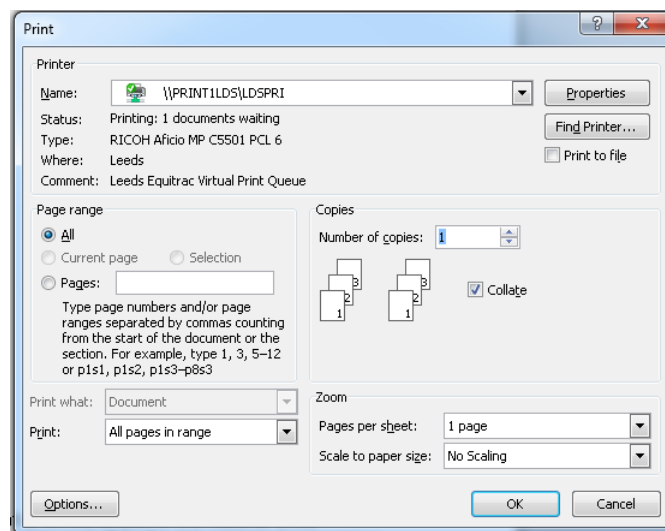 Print
Printer
Name: \\PRINT1LDS\LDSPRI
Properties
Status: Printing: 1 documents waiting
Find Printer...
Type: RICOH Aficio MP C5501 PCL 6
Where: Leeds
Print to file
Comment: Leeds Equitrac Virtual Print Queue
Page range
All
Current page Selection
Pages:
Type page numbers and/or page
ranges separated by commas counting
from the start of the document or the
section. For example, type 1, 3, 5–12
or p1s1, p1s2, p1s3–p8s3
Copies
Number of copies: 1
3 3
2 2
1 1
Collate
Print what: Document
Print: All pages in range
Zoom
Pages per sheet: 1 page
Scale to paper size: No Scaling
Options...
OK
Cancel